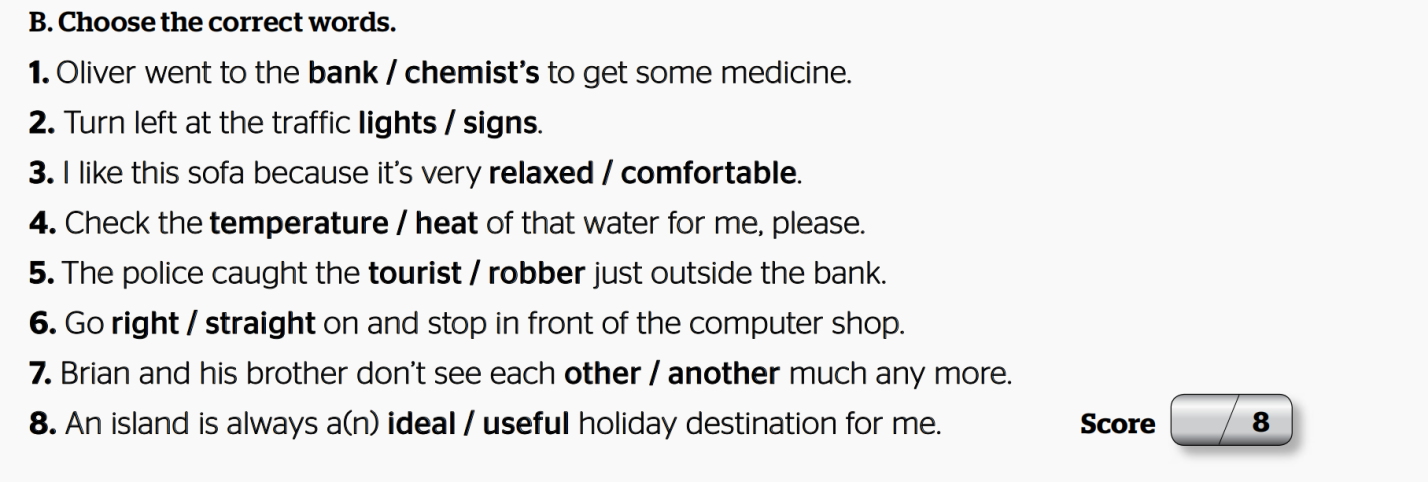 B. Choose the correct words.
1. Oliver went to the bank / chemist’s to get some medicine.
2. Turn left at the traffic lights / signs.
3. I like this sofa because it’s very relaxed / comfortable.
4. Check the temperature / heat of that water for me, please.
5. The police caught the tourist / robber just outside the bank.
6. Go right / straight on and stop in front of the computer shop.
7. Brian and his brother don’t see each other / another much any more.
8. An island is always a(n) ideal / useful holiday destination for me.
Score / 8